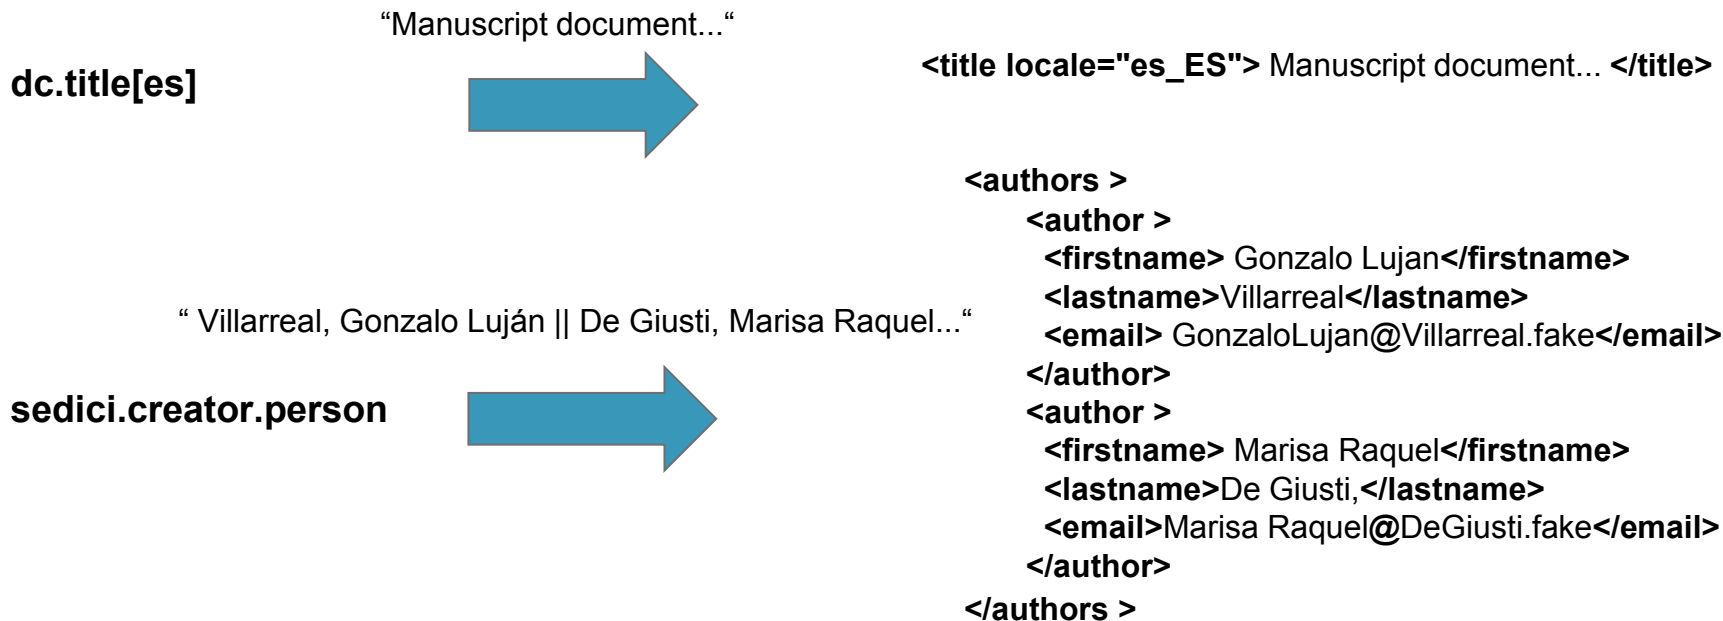 “Manuscript document...“
dc.title[es]
<title locale="es_ES"> Manuscript document... </title>
“ Villarreal, Gonzalo Luján || De Giusti, Marisa Raquel...“
sedici.creator.person
<authors >
<author >
<firstname> Gonzalo Lujan</firstname>
<lastname>Villarreal</lastname>
<email> GonzaloLujan@Villarreal.fake</email>
</author>
<author >
<firstname> Marisa Raquel</firstname>
<lastname>De Giusti,</lastname>
<email>Marisa Raquel@DeGiusti.fake</email>
</author>
</authors >